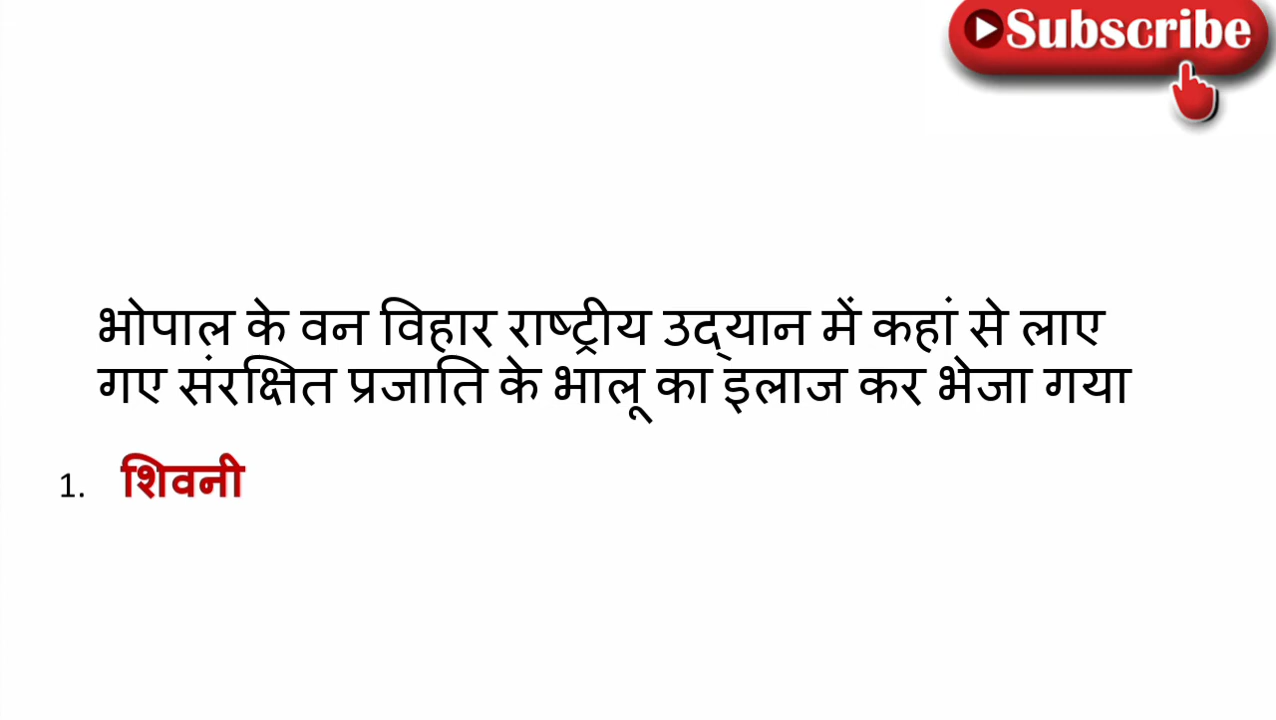 Subscribe
भोपाल के वन विहार राष्ट्रीय उद्यान में कहां से लाए
गए संरक्षित प्रजाति के भालू का इलाज कर भेजा गया
1. शिवनी